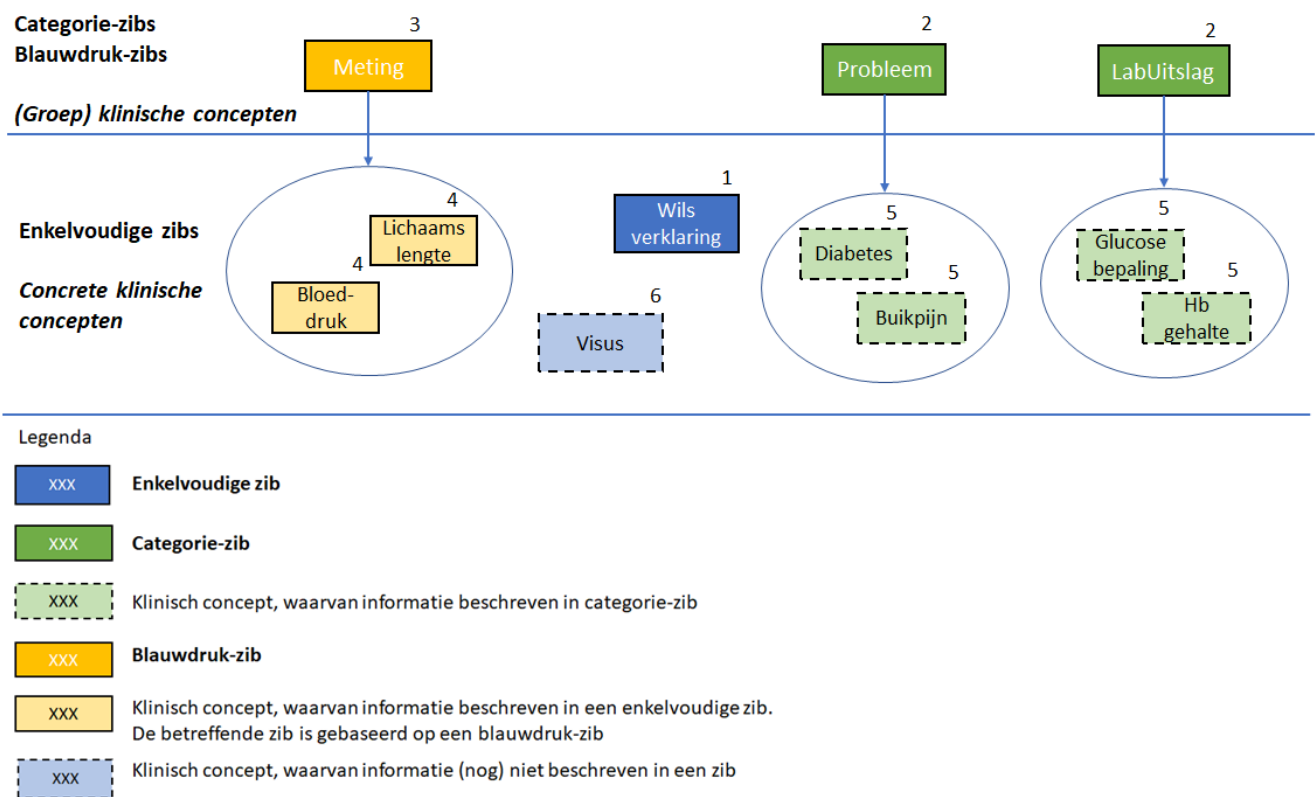 Categorie-zibs
Blauwdruk-zibs
(Groep) klinische concepten
3
Meting
2
Probleem
2
LabUitslag
Enkelvoudige zibs
Concrete klinische
concepten
4
Lichaams
lengte
4
Bloed-
druk
1
Wils
verklaring
6
Visus
5
Diabetes
5
Buikpijn
5
Glucose
bepaling
5
Hb
gehalte
Legenda
XXX
Enkelvoudige zib
XXX
Categorie-zib
XXX
Klinisch concept, waarvan informatie beschreven in categorie-zib
XXX
Blauwdruk-zib
XXX
Klinisch concept, waarvan informatie beschreven in een enkelvoudige zib.
De betreffende zib is gebaseerd op een blauwdruk-zib
XXX
Klinisch concept, waarvan informatie (nog) niet beschreven in een zib